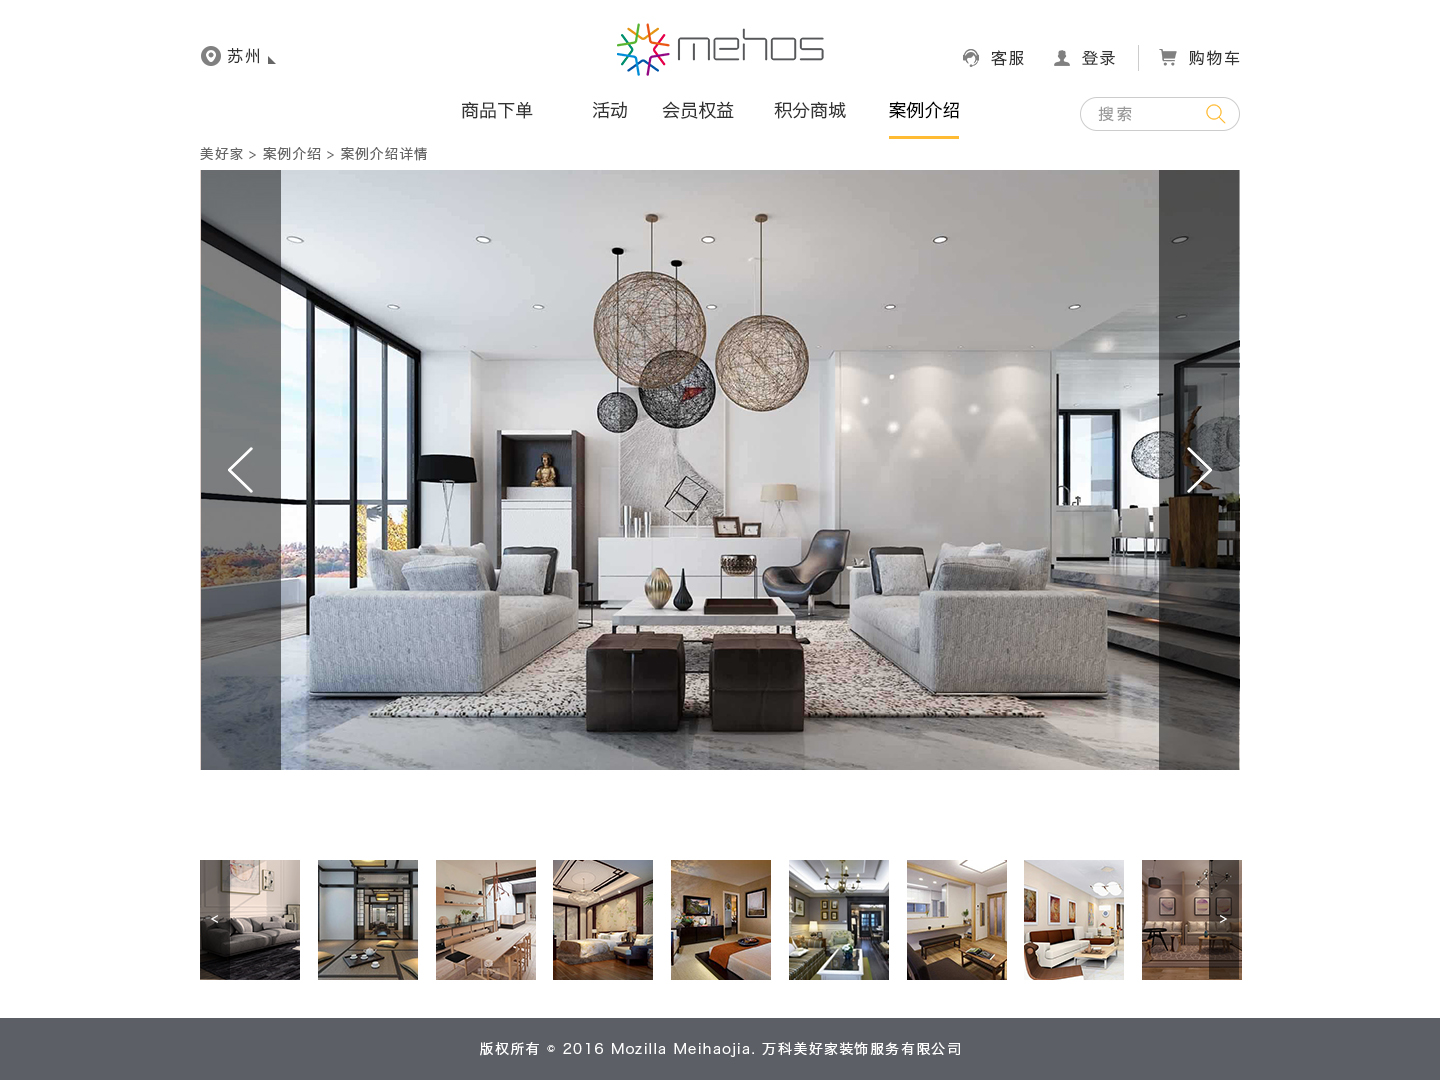 苏州
mehos
客服
登录
购物车
商品下单
活动
会员权益
积分商城
案例介绍
搜索
美好家 > 案例介绍 > 案例介绍详情
<
>
版权所有 © 2016 Mozilla Meihaojia. 万科美好家装饰服务有限公司